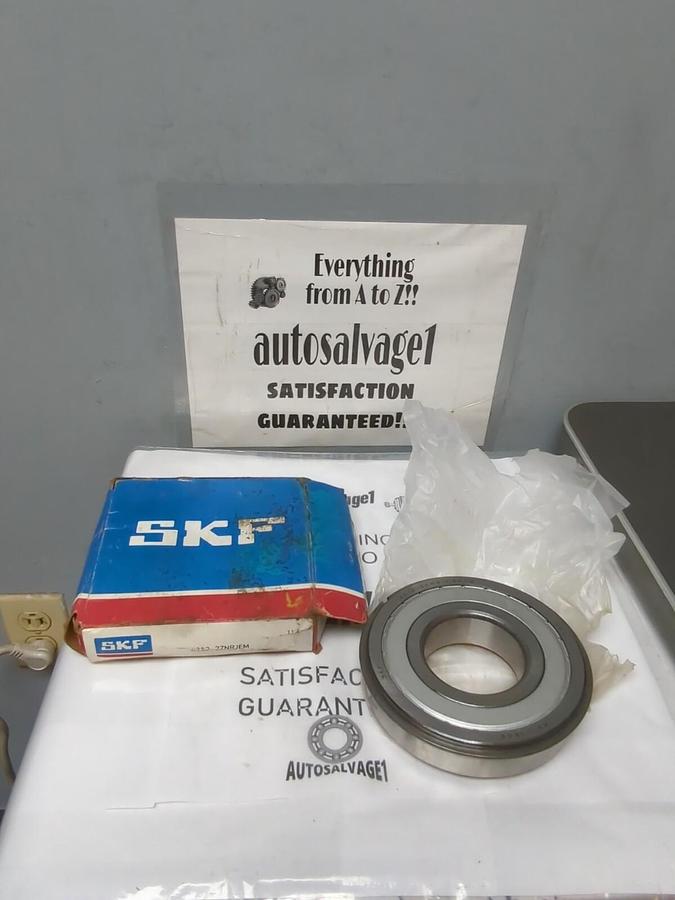 Everything
from A to Z!!
autosalvage1
SATISFACTION
GUARANTEED!!
SKF
SKF
SATISFAC
GUARANT
AUTOSALVAGE1